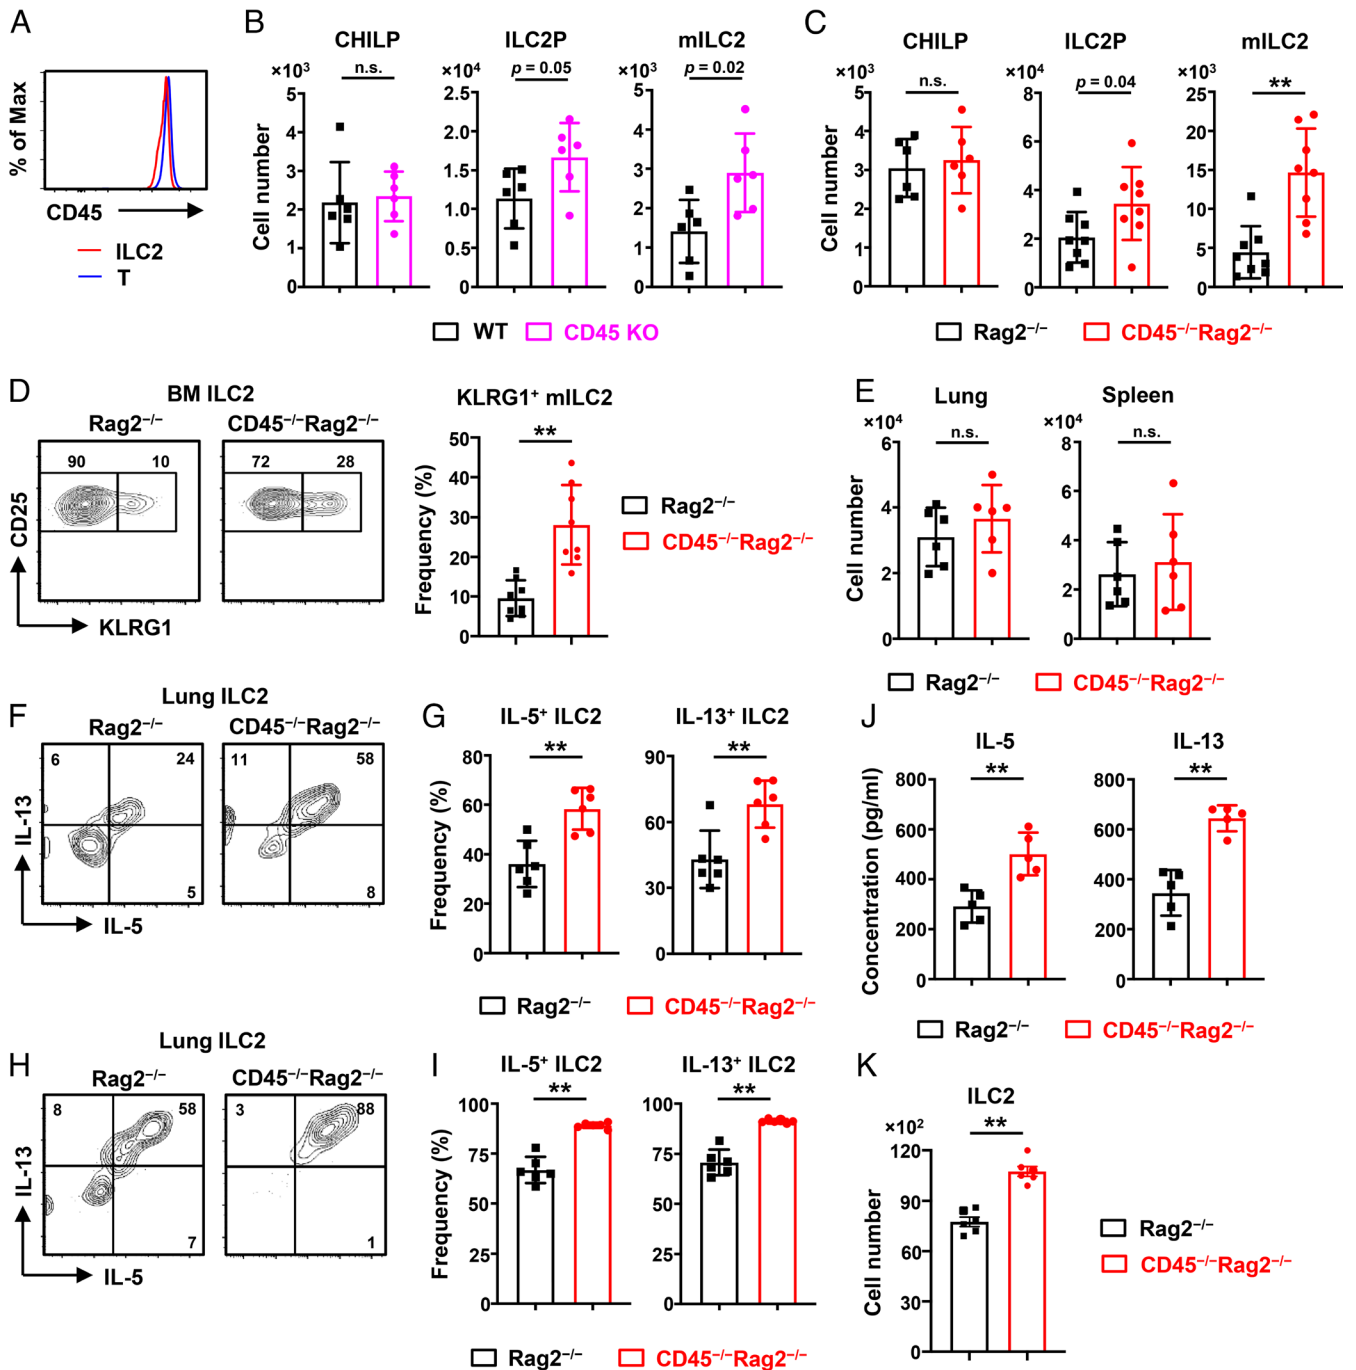 A
% of Max
CD45
ILC2
T
B
CHILP
ILC2P
mILC2
×10³
n.s.
×10⁴
p = 0.05
×10³
p = 0.02
Cell number
5
4
3
2
1
0
2.5
2.0
1.5
1.0
0.5
0
5
4
3
2
1
0
WT
CD45 KO
C
CHILP
ILC2P
mILC2
×10³
n.s.
×10⁴
p = 0.04
×10³
**
Cell number
5
4
3
2
1
0
8
6
4
2
0
25
20
15
10
5
0
Rag2⁻/⁻
CD45⁻/⁻Rag2⁻/⁻
D
BM ILC2
Rag2⁻/⁻
CD45⁻/⁻Rag2⁻/⁻
90
10
72
28
CD25
KLRG1
KLRG1⁺ mILC2
**
Frequency (%)
50
40
30
20
10
0
Rag2⁻/⁻
CD45⁻/⁻Rag2⁻/⁻
E
Lung
Spleen
×10⁴
n.s.
×10⁴
n.s.
Cell number
6
4
2
0
8
6
4
2
0
Rag2⁻/⁻
CD45⁻/⁻Rag2⁻/⁻
F
Lung ILC2
Rag2⁻/⁻
CD45⁻/⁻Rag2⁻/⁻
6
24
5
11
58
8
IL-13
IL-5
G
IL-5⁺ ILC2
IL-13⁺ ILC2
**
**
Frequency (%)
80
60
40
20
0
90
60
30
0
Rag2⁻/⁻
CD45⁻/⁻Rag2⁻/⁻
J
IL-5
IL-13
**
**
Concentration (pg/ml)
800
600
400
200
0
800
600
400
200
0
Rag2⁻/⁻
CD45⁻/⁻Rag2⁻/⁻
H
Lung ILC2
Rag2⁻/⁻
CD45⁻/⁻Rag2⁻/⁻
8
58
7
3
88
1
IL-13
IL-5
I
IL-5⁺ ILC2
IL-13⁺ ILC2
**
**
Frequency (%)
100
75
50
25
0
100
75
50
25
0
Rag2⁻/⁻
CD45⁻/⁻Rag2⁻/⁻
K
ILC2
×10²
**
Cell number
120
90
60
30
0
Rag2⁻/⁻
CD45⁻/⁻Rag2⁻/⁻